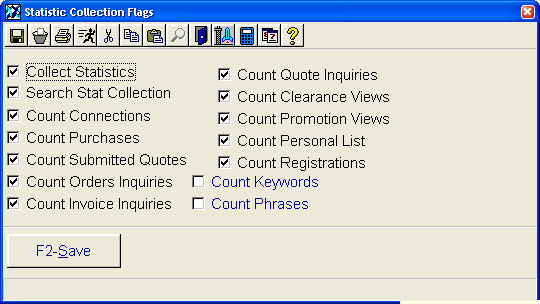 Statistic Collection Flags
Collect Statistics
Search Stat Collection
Count Connections
Count Purchases
Count Submitted Quotes
Count Orders Inquiries
Count Invoice Inquiries
Count Quote Inquiries
Count Clearance Views
Count Promotion Views
Count Personal List
Count Registrations
Count Keywords
Count Phrases
F2-Save